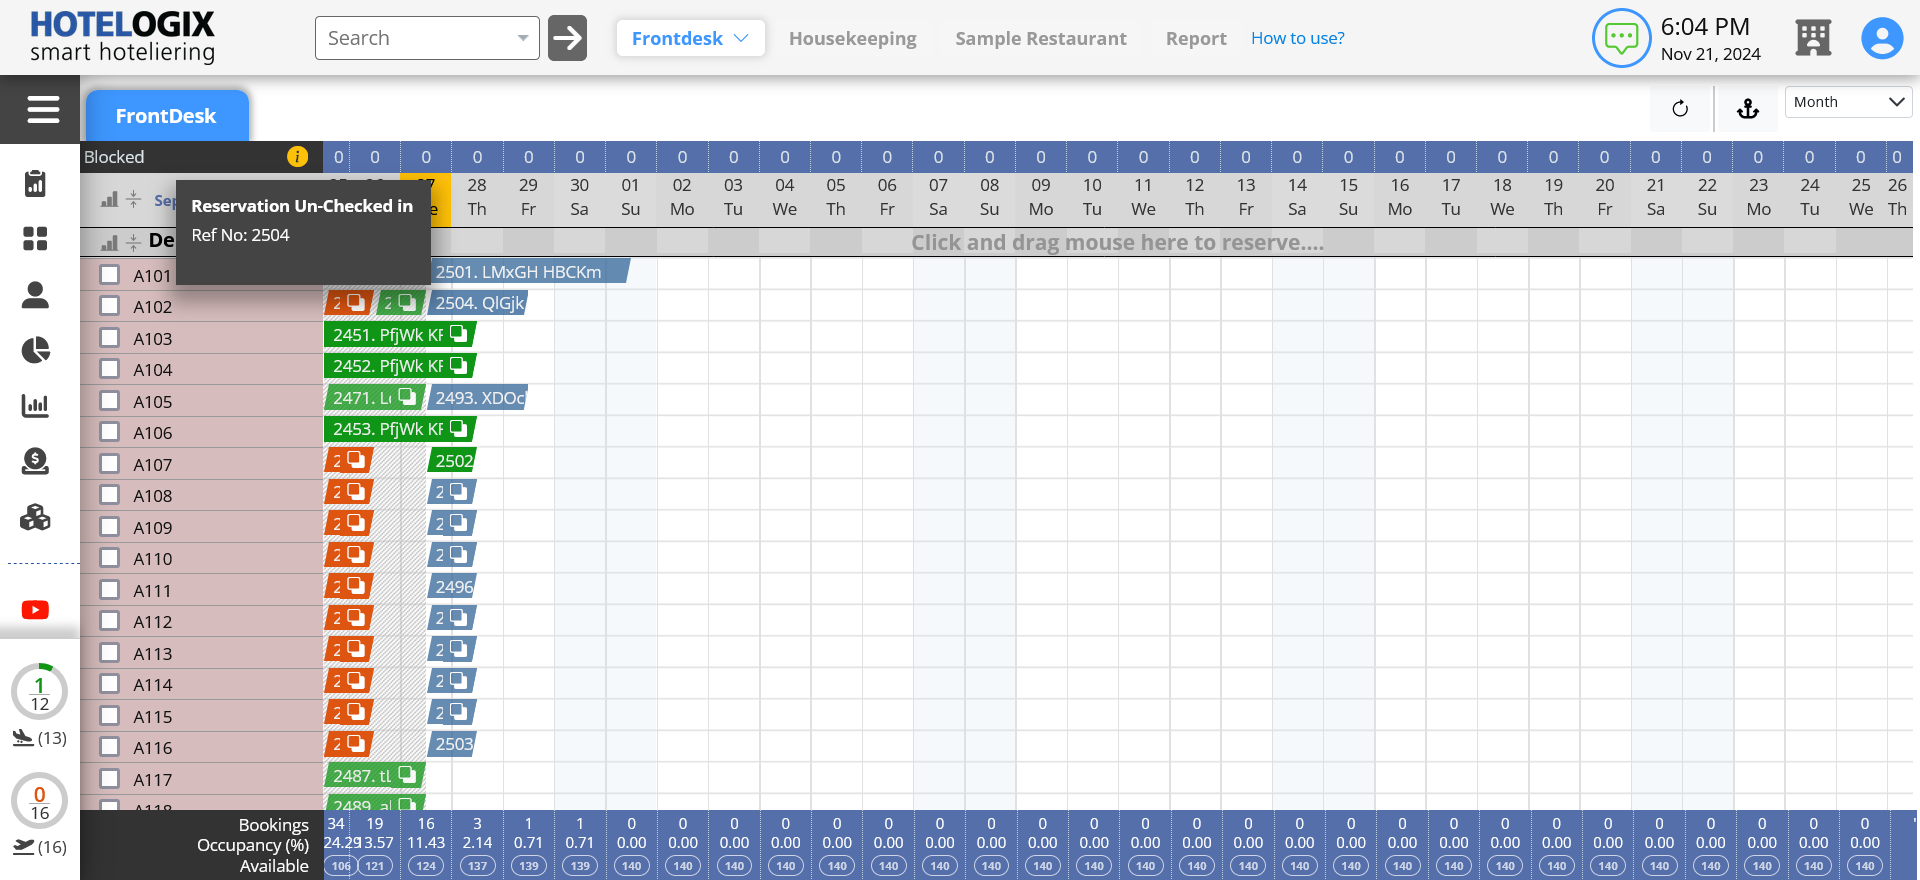 HOTELOGIX
smart hoteliering
Search
Frontdesk
Housekeeping
Sample Restaurant
Report
How to use?
6:04 PM
Nov 21, 2024
FrontDesk
Month
Blocked
0 0 0 0 0 0 0 0 0 0 0 0 0 0 0 0 0 0 0 0 0 0 0 0 0 0 0 0 0 0 0 0
28 29 30 01 02 03 04 05 06 07 08 09 10 11 12 13 14 15 16 17 18 19 20 21 22 23 24 25 26
Sep
Th Fr Sa Su Mo Tu We Th Fr Sa Su Mo Tu We Th Fr Sa Su Mo Tu We Th Fr Sa Su Mo Tu We Th
Reservation Un-Checked in
Ref No: 2504
De
Click and drag mouse here to reserve....
A101
2501. LMxGH HBCKm
A102
2
2
2504. QlGjk
A103
2451. PfjWk
A104
2452. PfjWk
A105
2471.
2493. XDOc
A106
2453. PfjWk
A107
2
2502
A108
2
2
A109
2
2
A110
2
2
A111
2
2496
A112
2
2
A113
2
2
A114
2
2
A115
2
2
A116
2
2503
A117
2487.
A118
2489.
1
12
(13)
0
16
(16)
Bookings
34 19 16 3 1 1 0 0 0 0 0 0 0 0 0 0 0 0 0 0 0 0 0 0 0 0 0 0 0 0 0
Occupancy (%)
24.29 13.57 11.43 2.14 0.71 0.71 0.00 0.00 0.00 0.00 0.00 0.00 0.00 0.00 0.00 0.00 0.00 0.00 0.00 0.00 0.00 0.00 0.00 0.00 0.00 0.00 0.00 0.00 0.00 0.00 0.00
Available
106 121 124 137 139 139 140 140 140 140 140 140 140 140 140 140 140 140 140 140 140 140 140 140 140 140 140 140 140 140 140